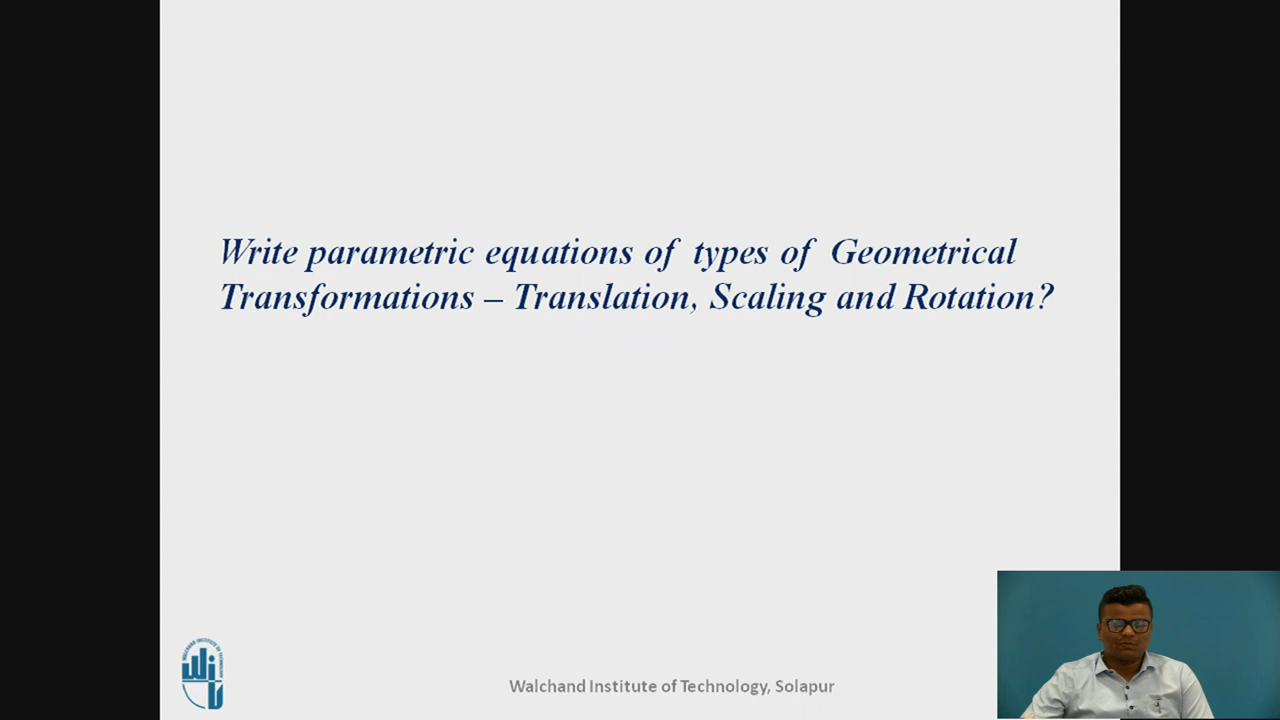 Write parametric equations of types of Geometrical
Transformations – Translation, Scaling and Rotation?
Walchand Institute of Technology, Solapur